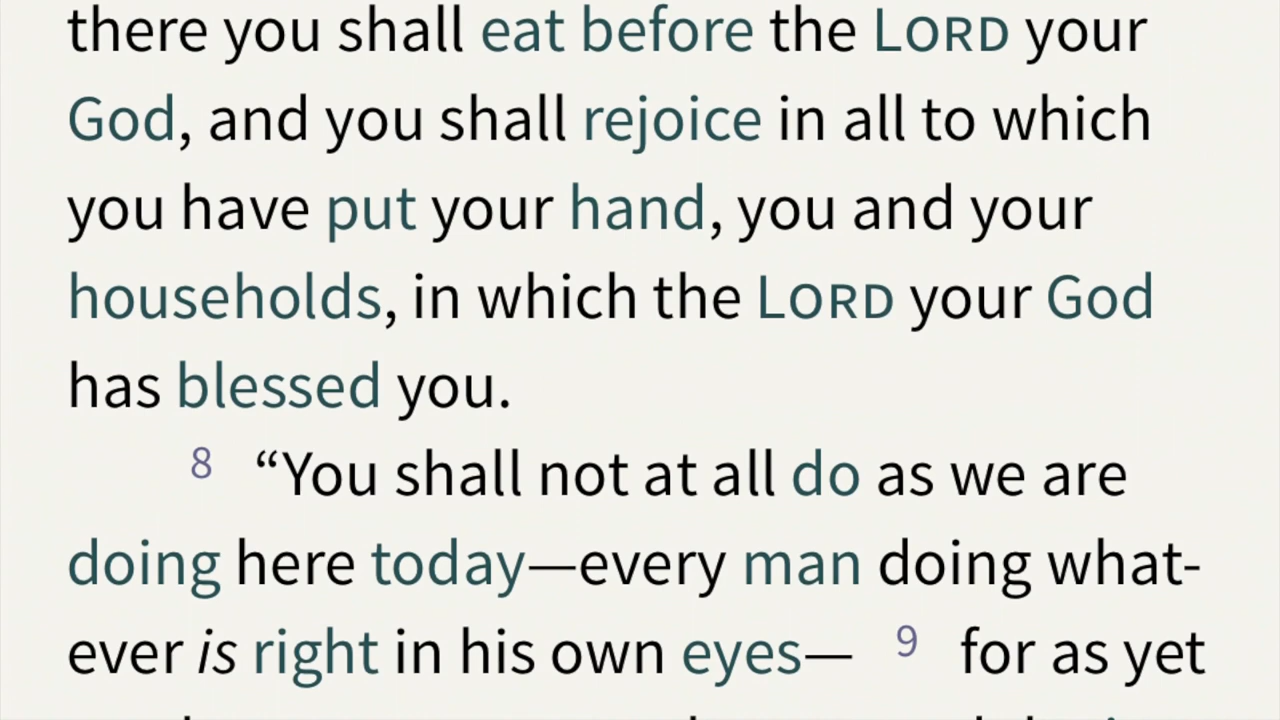 there you shall eat before the LORD your
God, and you shall rejoice in all to which
you have put your hand, you and your
households, in which the LORD your God
has blessed you.
8 “You shall not at all do as we are
doing here today—every man doing what-
ever is right in his own eyes— 9 for as yet